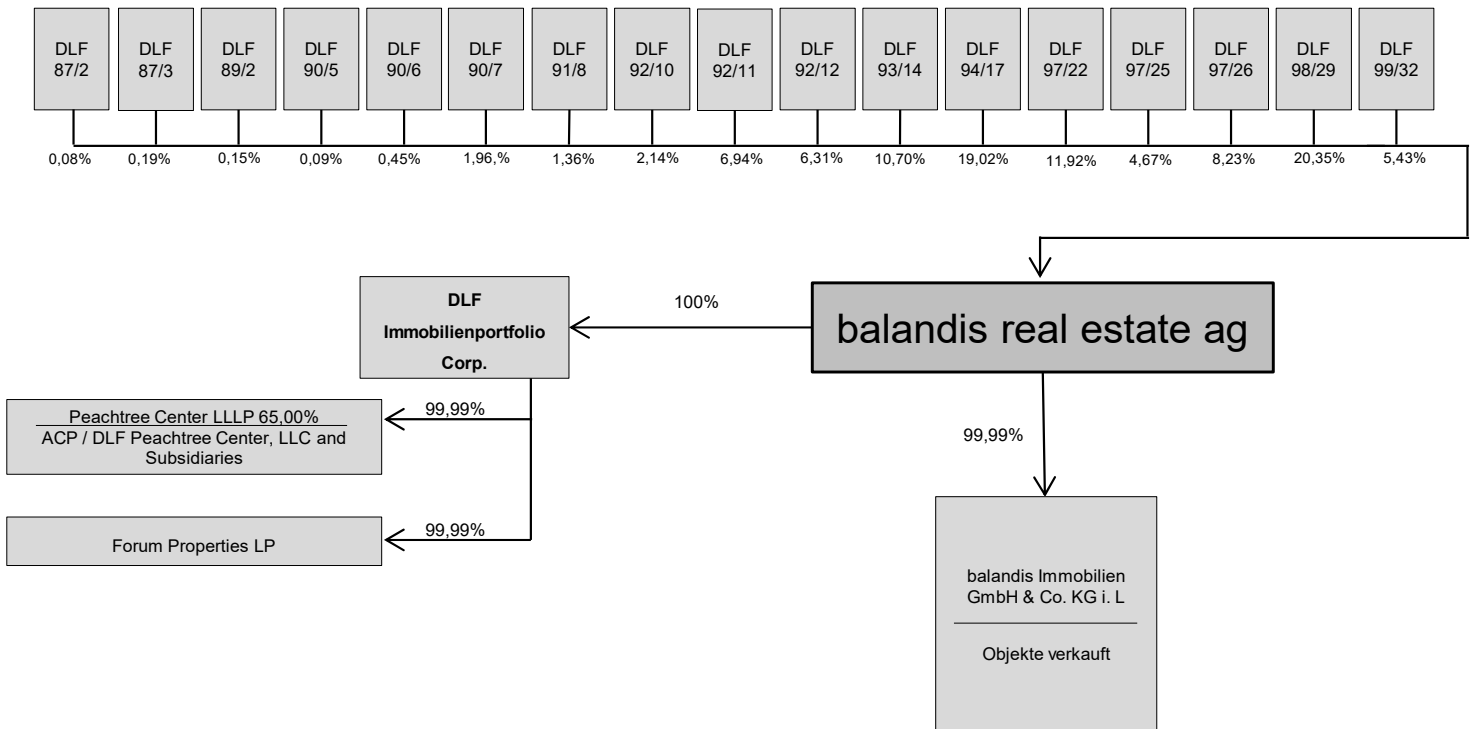 DLF
87/2
DLF
87/3
DLF
89/2
DLF
90/5
DLF
90/6
DLF
90/7
DLF
91/8
DLF
92/10
DLF
92/11
DLF
92/12
DLF
93/14
DLF
94/17
DLF
97/22
DLF
97/25
DLF
97/26
DLF
98/29
DLF
99/32
0,08%
0,19%
0,15%
0,09%
0,45%
1,96,%
1,36%
2,14%
6,94%
6,31%
10,70%
19,02%
11,92%
4,67%
8,23%
20,35%
5,43%
DLF
Immobilienportfolio
Corp.
100%
balandis real estate ag
Peachtree Center LLLP 65,00%
ACP / DLF Peachtree Center, LLC and
Subsidiaries
99,99%
99,99%
Forum Properties LP
99,99%
balandis Immobilien
GmbH & Co. KG i. L
Objekte verkauft